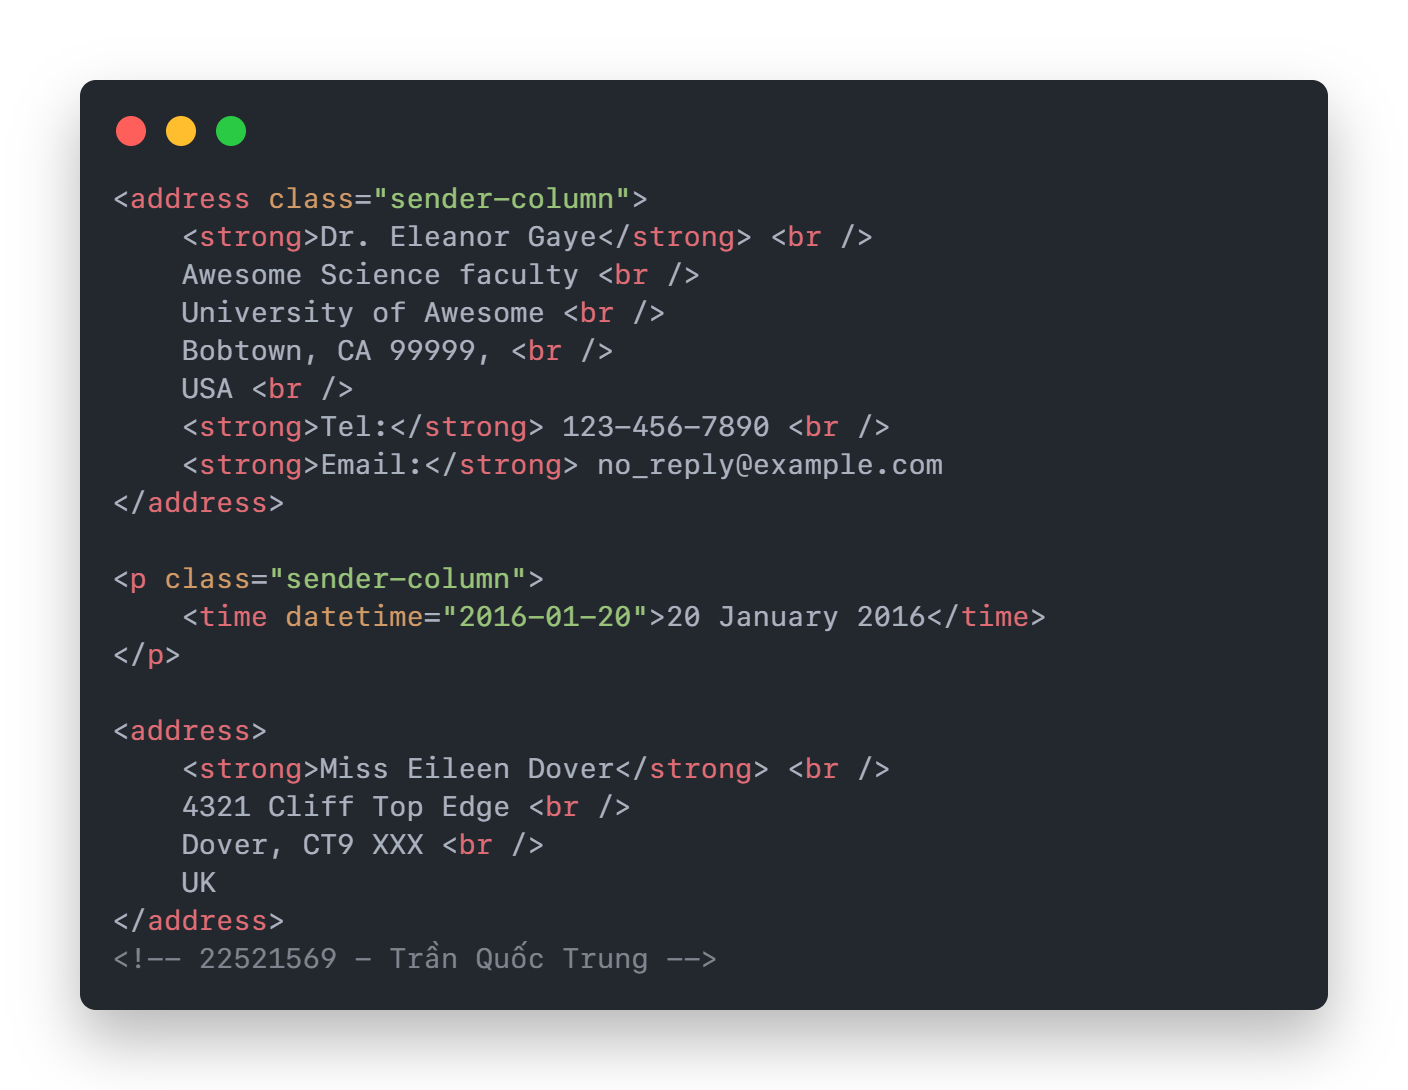 <address class="sender-column">
    <strong>Dr. Eleanor Gaye</strong> <br />
    Awesome Science faculty <br />
    University of Awesome <br />
    Bobtown, CA 99999, <br />
    USA <br />
    <strong>Tel:</strong> 123-456-7890 <br />
    <strong>Email:</strong> no_reply@example.com
</address>

<p class="sender-column">
    <time datetime="2016-01-20">20 January 2016</time>
</p>

<address>
    <strong>Miss Eileen Dover</strong> <br />
    4321 Cliff Top Edge <br />
    Dover, CT9 XXX <br />
    UK
</address>
<!-- 22521569 - Trần Quốc Trung -->